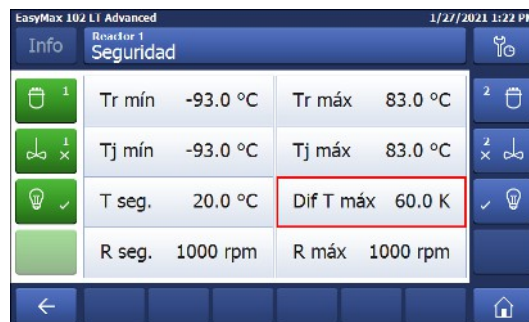 EasyMax 102 LT Advanced 1/27/2021 1:22 PM
Info
Reactor 1
Seguridad
1 Tr mín -93.0 °C Tr máx 83.0 °C 2
1 Tj mín -93.0 °C Tj máx 83.0 °C 2
T seg. 20.0 °C Dif T máx 60.0 K
R seg. 1000 rpm R máx 1000 rpm